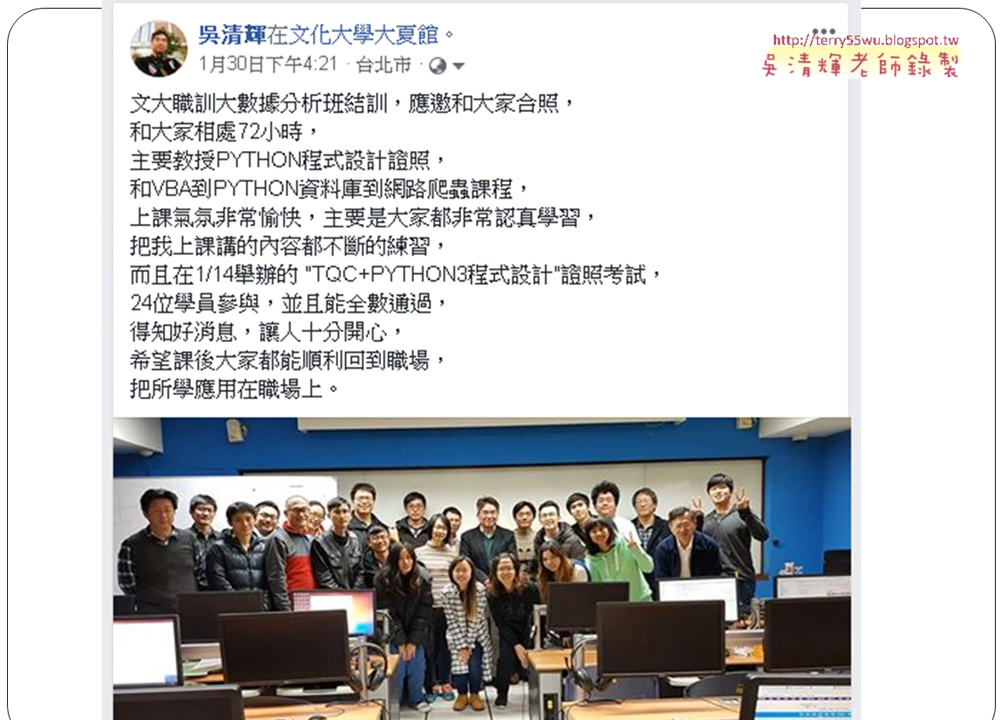 吳清輝在文化大學大夏館。
1月30日下午4:21 · 台北市 ·
http://terry55wu.blogspot.tw
吳清輝老師錄製
文大職訓大數據分析班結訓，應邀和大家合照，
和大家相處72小時，
主要教授PYTHON程式設計證照，
和VBA到PYTHON資料庫到網路爬蟲課程，
上課氣氛非常愉快，主要是大家都非常認真學習，
把我上課講的內容都不斷的練習，
而且在1/14舉辦的 "TQC+PYTHON3程式設計"證照考試，
24位學員參與，並且能全數通過，
得知好消息，讓人十分開心，
希望課後大家都能順利回到職場，
把所學應用在職場上。